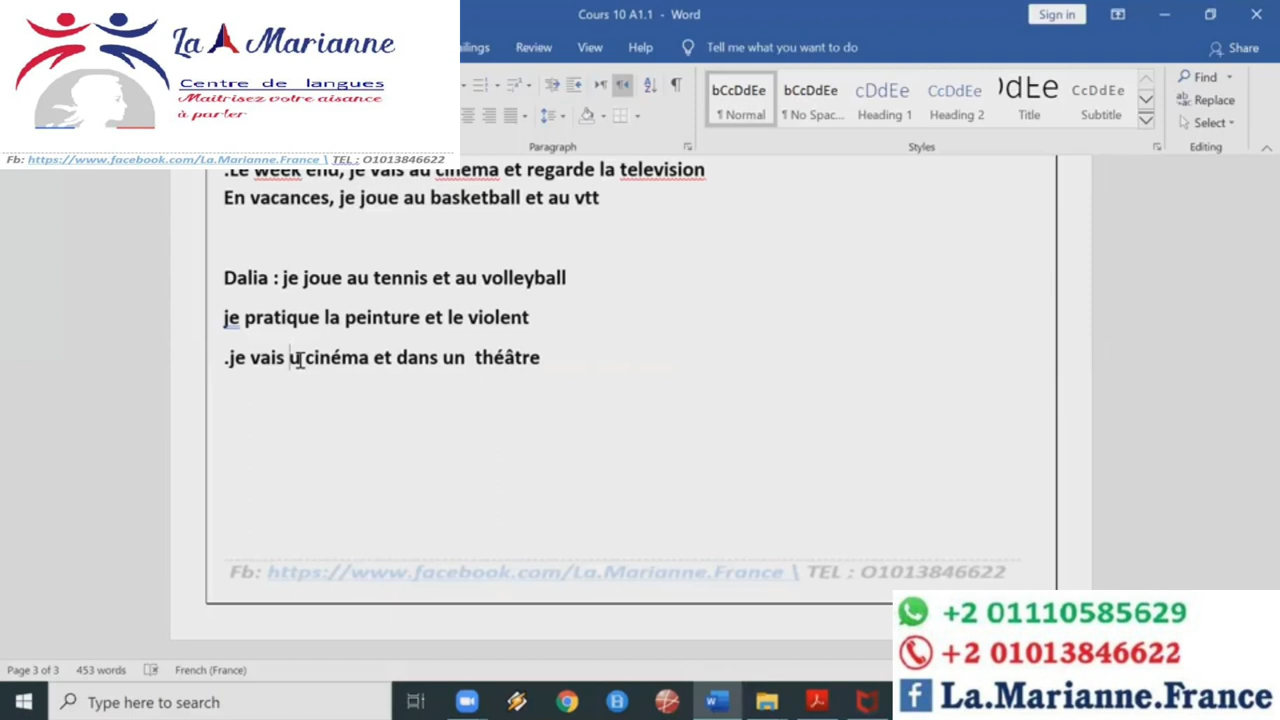 La Marianne
Centre de langues
Maîtrisez votre aisance
à parler
Fb: https://www.facebook.com/La.Marianne.France \ TEL : O1013846622
Cours 10 A1.1 - Word
Sign in
ilings Review View Help Tell me what you want to do
Share
bCcDdEe bCcDdEe cDdEe CcDdEe )dEe CcDdEe
¶ Normal ¶ No Spac... Heading 1 Heading 2 Title Subtitle
Find
Replace
Select
Paragraph Styles Editing
.Le week end, je vais au cinema et regarde la television
En vacances, je joue au basketball et au vtt
Dalia : je joue au tennis et au volleyball
je pratique la peinture et le violent
.je vais u cinéma et dans un théâtre
Fb: https://www.facebook.com/La.Marianne.France \ TEL : O1013846622
+2 01110585629
+2 01013846622
La.Marianne.France
Page 3 of 3 453 words French (France)
Type here to search